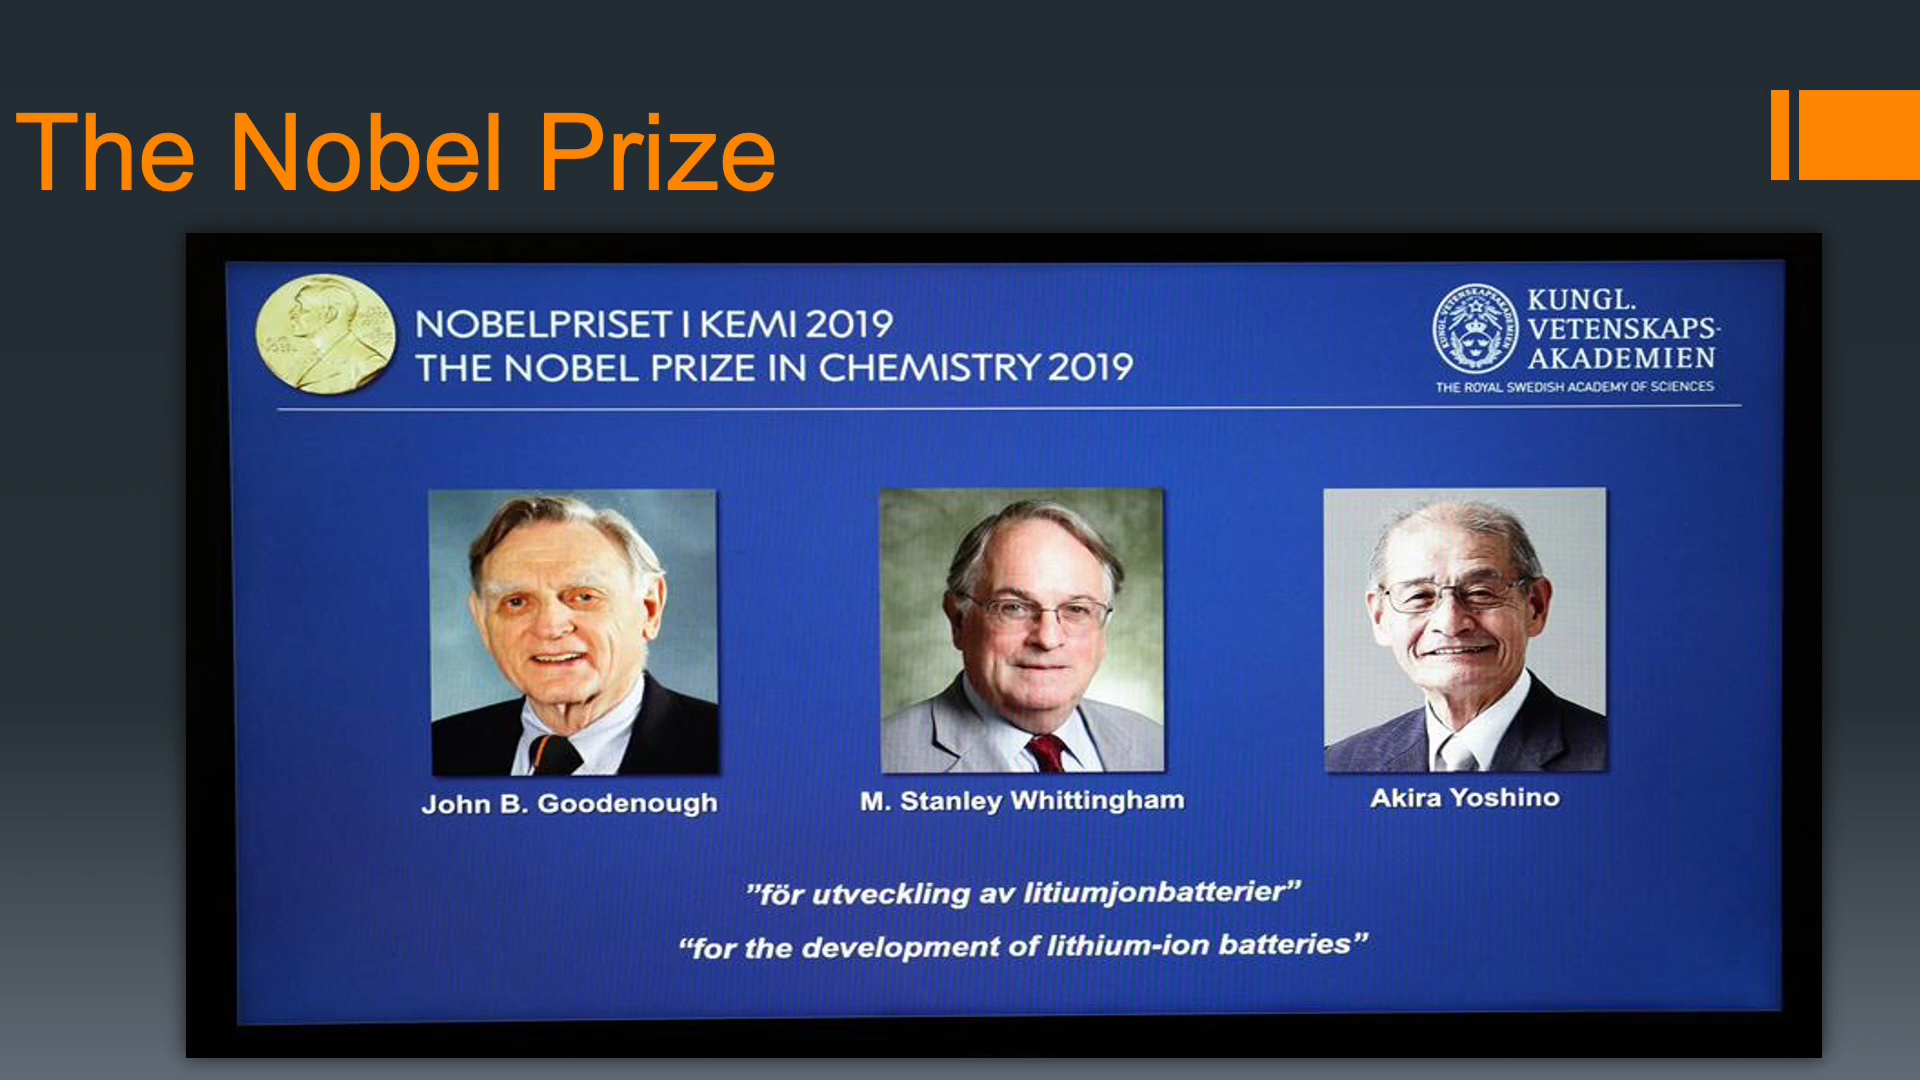 The Nobel Prize
NOBELPRISET I KEMI 2019
THE NOBEL PRIZE IN CHEMISTRY 2019
KUNGL.
VETENSKAPS-
AKADEMIEN
THE ROYAL SWEDISH ACADEMY OF SCIENCES
John B. Goodenough
M. Stanley Whittingham
Akira Yoshino
”för utveckling av litiumjonbatterier”
“for the development of lithium-ion batteries”